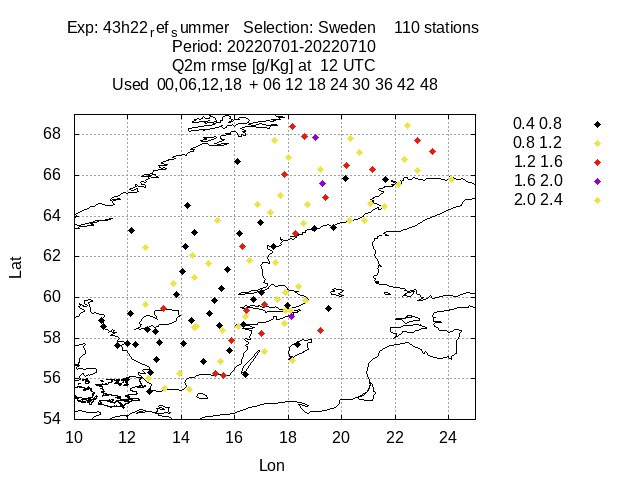 Exp: 43h22refsummer Selection: Sweden 110 stations
Period: 20220701-20220710
Q2m rmse [g/Kg] at 12 UTC
Used 00,06,12,18 + 06 12 18 24 30 36 42 48
0.4 0.8
0.8 1.2
1.2 1.6
1.6 2.0
2.0 2.4
68
66
64
62
60
58
56
54
Lat
10 12 14 16 18 20 22 24
Lon